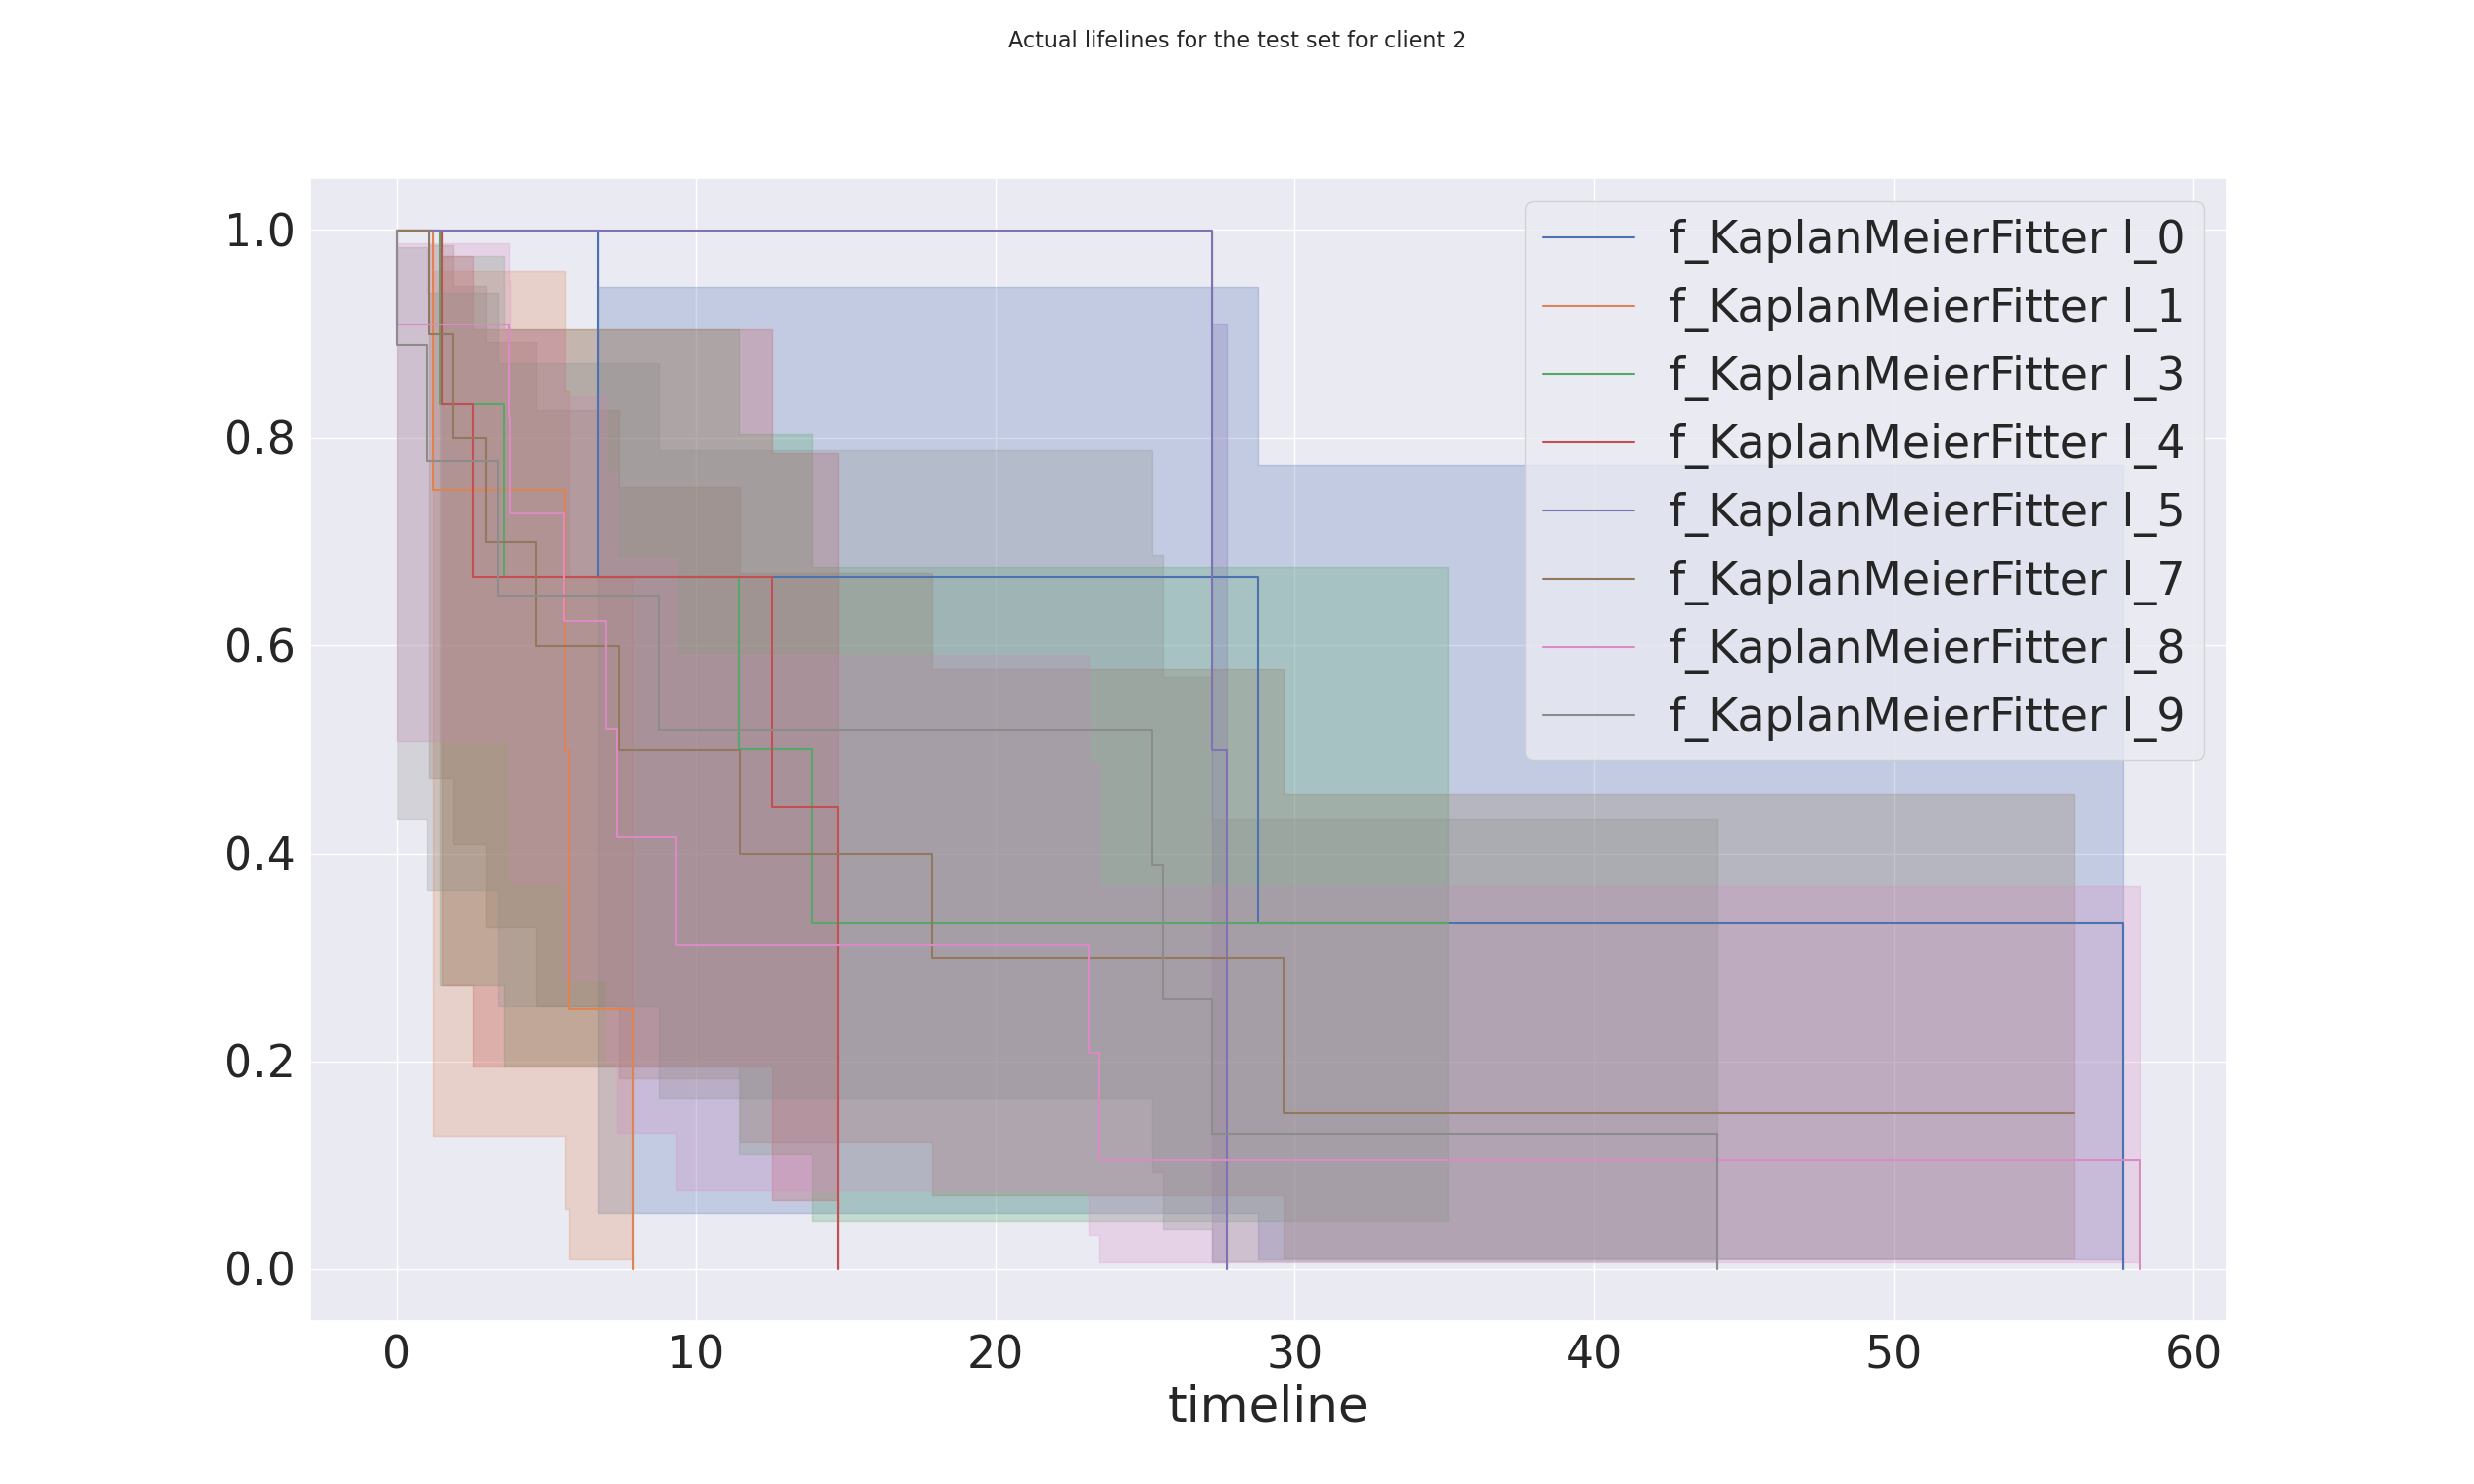 Actual lifelines for the test set for client 2
1.0
0.8
0.6
0.4
0.2
0.0
f_KaplanMeierFitter l_0
f_KaplanMeierFitter l_1
f_KaplanMeierFitter l_3
f_KaplanMeierFitter l_4
f_KaplanMeierFitter l_5
f_KaplanMeierFitter l_7
f_KaplanMeierFitter l_8
f_KaplanMeierFitter l_9
0 10 20 30 40 50 60
timeline